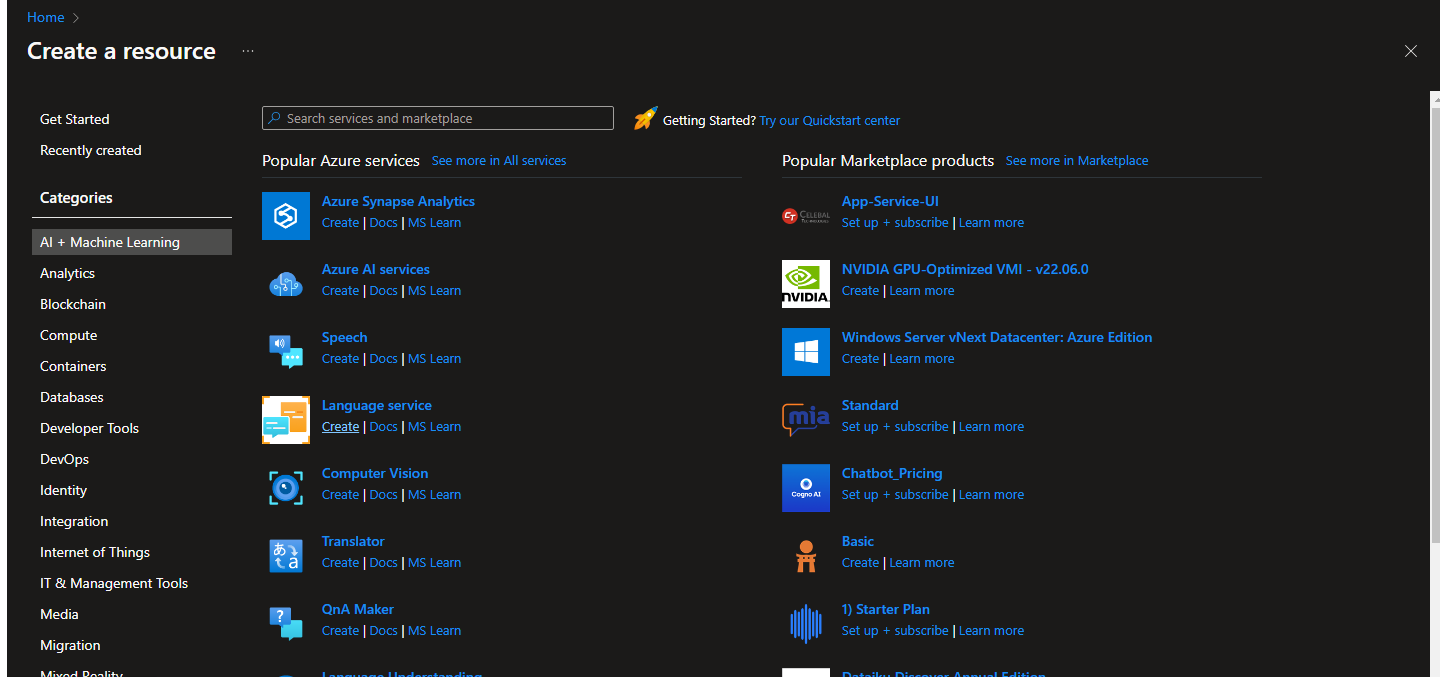 Home
Create a resource
Get Started
Recently created
Categories
AI + Machine Learning
Analytics
Blockchain
Compute
Containers
Databases
Developer Tools
DevOps
Identity
Integration
Internet of Things
IT & Management Tools
Media
Migration
Mixed Reality
Search services and marketplace
Getting Started? Try our Quickstart center
Popular Azure services See more in All services
Azure Synapse Analytics
Create | Docs | MS Learn
Azure AI services
Create | Docs | MS Learn
Speech
Create | Docs | MS Learn
Language service
Create | Docs | MS Learn
Computer Vision
Create | Docs | MS Learn
Translator
Create | Docs | MS Learn
QnA Maker
Create | Docs | MS Learn
Language Understanding
Popular Marketplace products See more in Marketplace
CT CELEBAL
TECHNOLOGIES
App-Service-UI
Set up + subscribe | Learn more
NVIDIA
NVIDIA GPU-Optimized VMI - v22.06.0
Create | Learn more
Windows Server vNext Datacenter: Azure Edition
Create | Learn more
mia
Standard
Set up + subscribe | Learn more
Cogno AI
Chatbot_Pricing
Set up + subscribe | Learn more
Basic
Create | Learn more
1) Starter Plan
Set up + subscribe | Learn more
Dataiku Discover Annual Edition